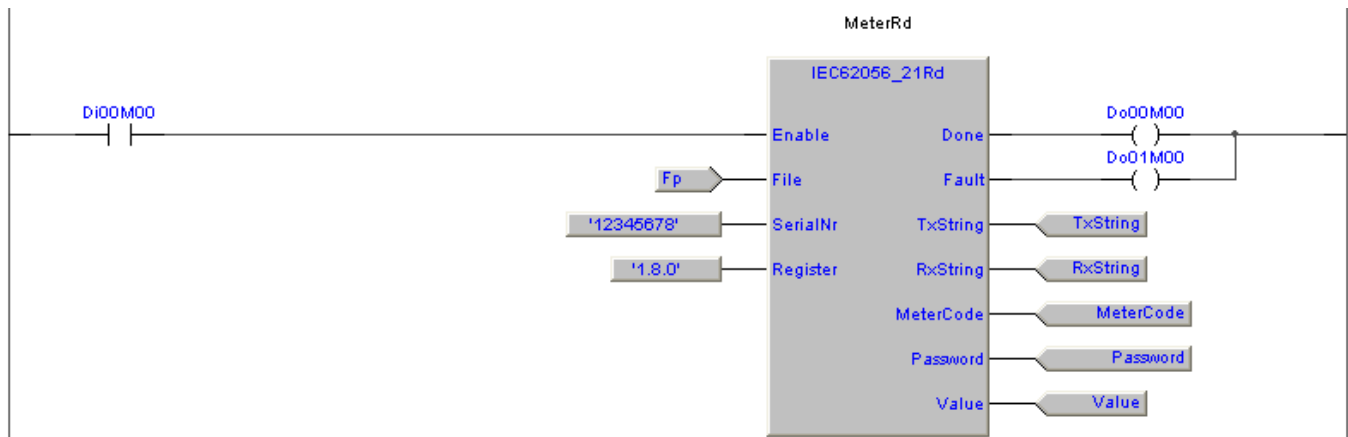 MeterRd
IEC62056_21Rd
Di00M00
Do00M00
Enable
Done
Do01M00
Fp
File
Fault
'12345678'
SerialNr
TxString
TxString
'1.8.0'
Register
RxString
RxString
MeterCode
MeterCode
Password
Password
Value
Value